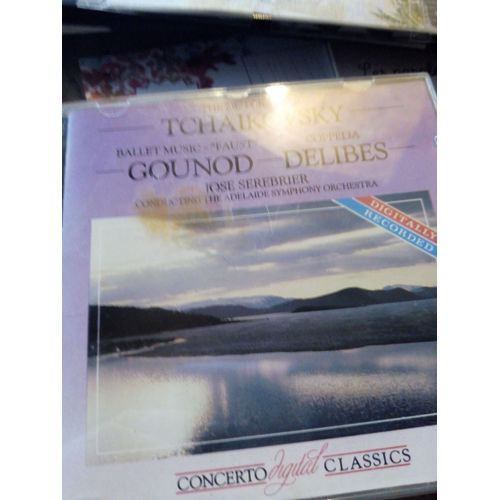 TCHAIKOVSKY
BALLET MUSIC - "FAUST" COPPELIA
GOUNOD DELIBES
JOSE SEREBRIER
CONDUCTING THE ADELAIDE SYMPHONY ORCHESTRA
DIGITALLY
RECORDED
CONCERTO digital CLASSICS